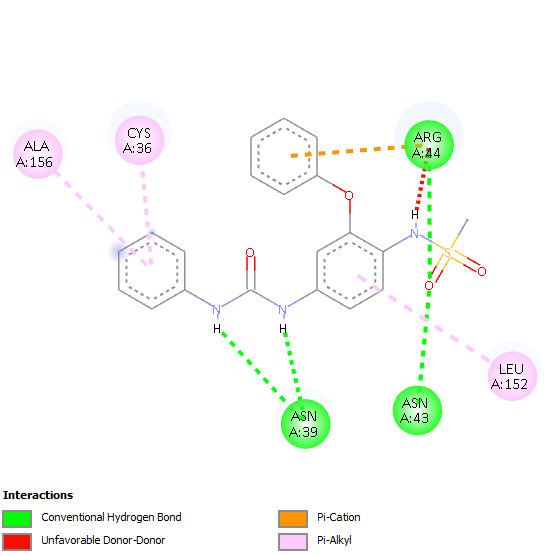 ARG
A:44
CYS
A:36
ALA
A:156
O
H
N
S
O
O
O
N
H
N
H
LEU
A:152
ASN
A:43
ASN
A:39
Interactions
Conventional Hydrogen Bond
Unfavorable Donor-Donor
Pi-Cation
Pi-Alkyl